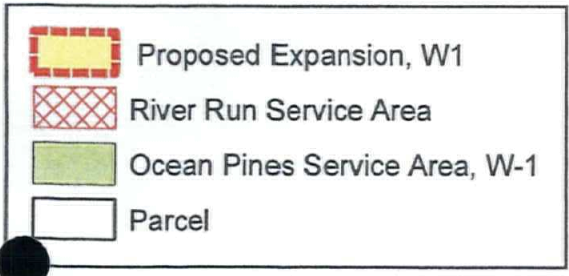 Proposed Expansion, W1
River Run Service Area
Ocean Pines Service Area, W-1
Parcel